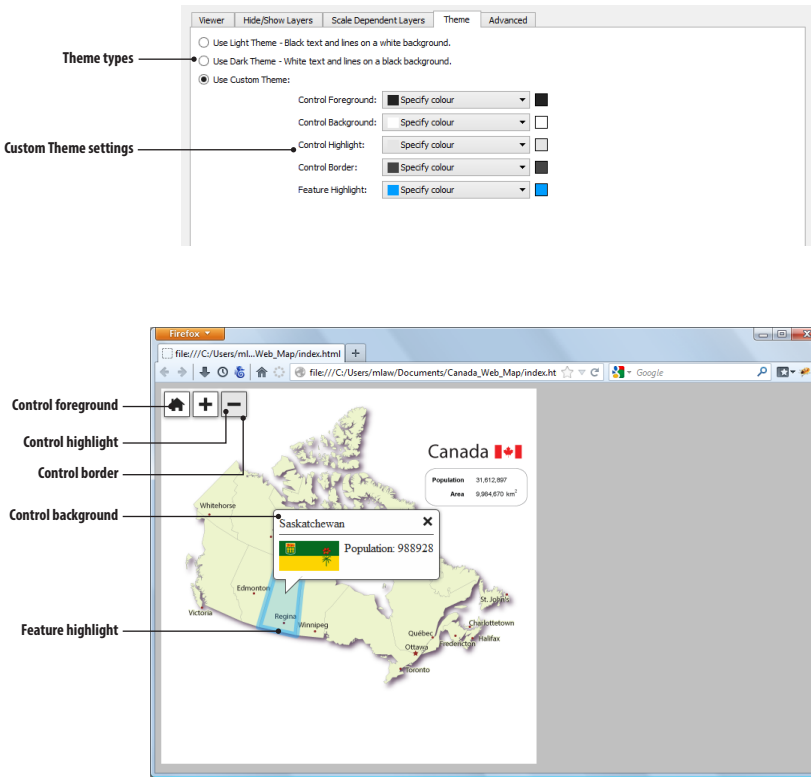 Viewer Hide/Show Layers Scale Dependent Layers Theme Advanced
Use Light Theme - Black text and lines on a white background.
Theme types
Use Dark Theme - White text and lines on a black background.
Use Custom Theme:
Control Foreground: Specify colour
Control Background: Specify colour
Custom Theme settings
Control Highlight: Specify colour
Control Border: Specify colour
Feature Highlight: Specify colour
Firefox
file:///C:/Users/ml...Web_Map/index.html
file:///C:/Users/mlaw/Documents/Canada_Web_Map/index.ht
Google
Control foreground
Control highlight
Control border
Control background
Feature highlight
Canada
Population 31,612,897
Area 9,984,670 km²
Whitehorse
Saskatchewan
Population: 988928
Edmonton
Victoria
Regina
Winnipeg
St. John's
Charlottetown
Québec
Halifax
Fredericton
Ottawa
Toronto